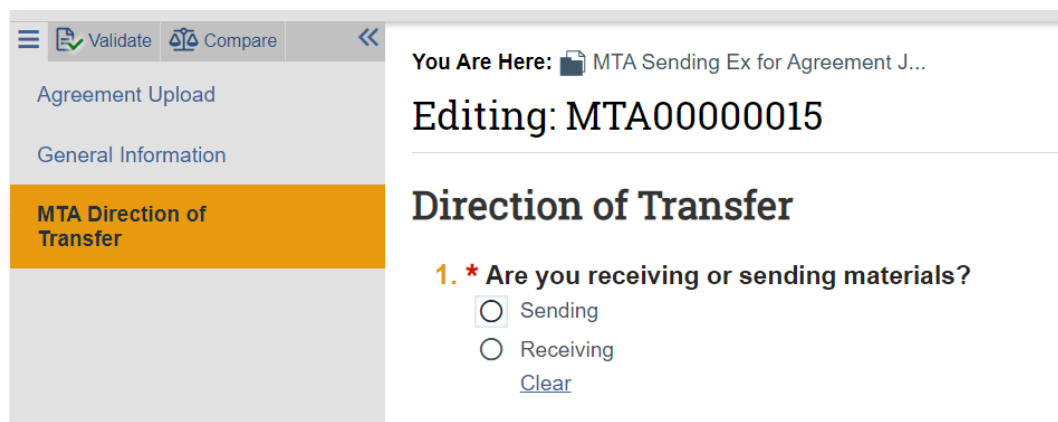 Validate Compare
Agreement Upload
General Information
MTA Direction of
Transfer
You Are Here: MTA Sending Ex for Agreement J...
Editing: MTA00000015
Direction of Transfer
1. * Are you receiving or sending materials?
Sending
Receiving
Clear